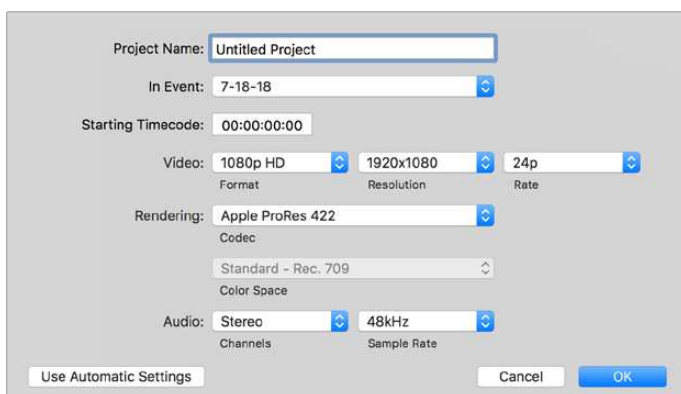 Project Name: Untitled Project
In Event: 7-18-18
Starting Timecode: 00:00:00:00
Video: 1080p HD 1920x1080 24p
Format Resolution Rate
Rendering: Apple ProRes 422
Codec
Standard - Rec. 709
Color Space
Audio: Stereo 48kHz
Channels Sample Rate
Use Automatic Settings Cancel OK